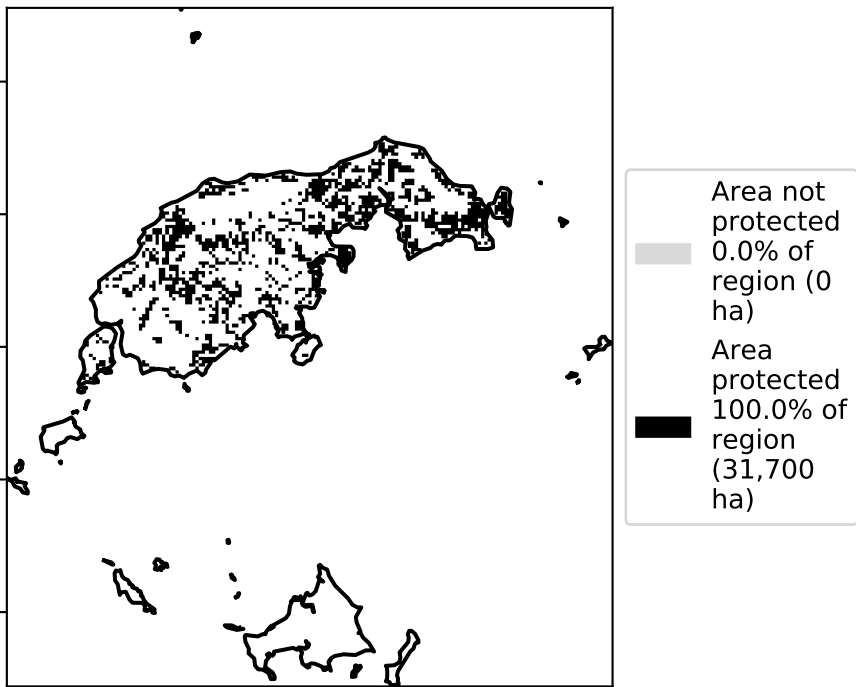 Area not
protected
0.0% of
region (0
ha)
Area
protected
100.0% of
region
(31,700
ha)